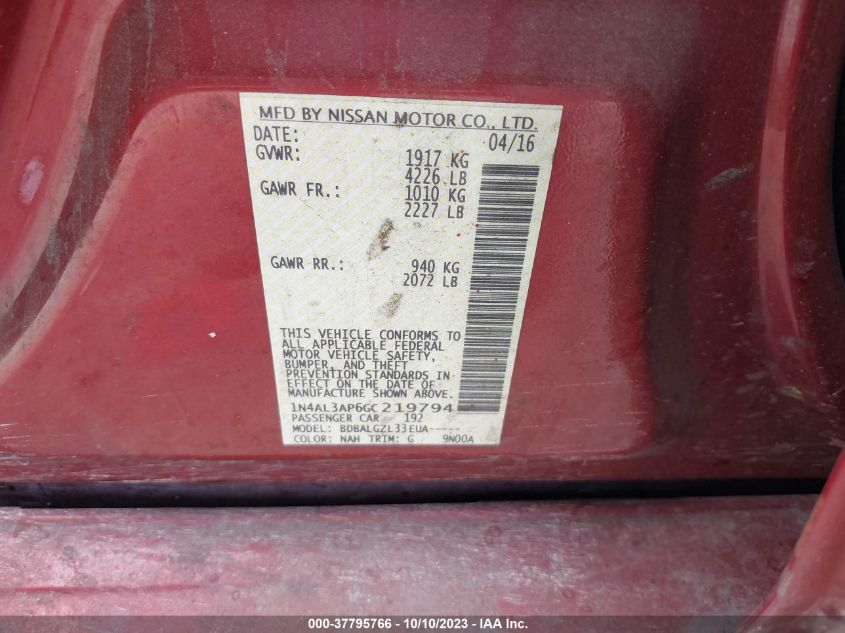 MFD BY NISSAN MOTOR CO., LTD.
DATE: 04/16
GVWR: 1917 KG
4226 LB
GAWR FR.: 1010 KG
2227 LB
GAWR RR.: 940 KG
2072 LB
THIS VEHICLE CONFORMS TO
ALL APPLICABLE FEDERAL
MOTOR VEHICLE SAFETY,
BUMPER, AND THEFT
PREVENTION STANDARDS IN
EFFECT ON THE DATE OF
MANUFACTURE SHOWN ABOVE.
1N4AL3AP6GC219794
PASSENGER CAR 192
MODEL: BDBALGZL33EUA-----
COLOR: NAH TRIM: G 9N00A
000-37795766 - 10/10/2023 - IAA Inc.